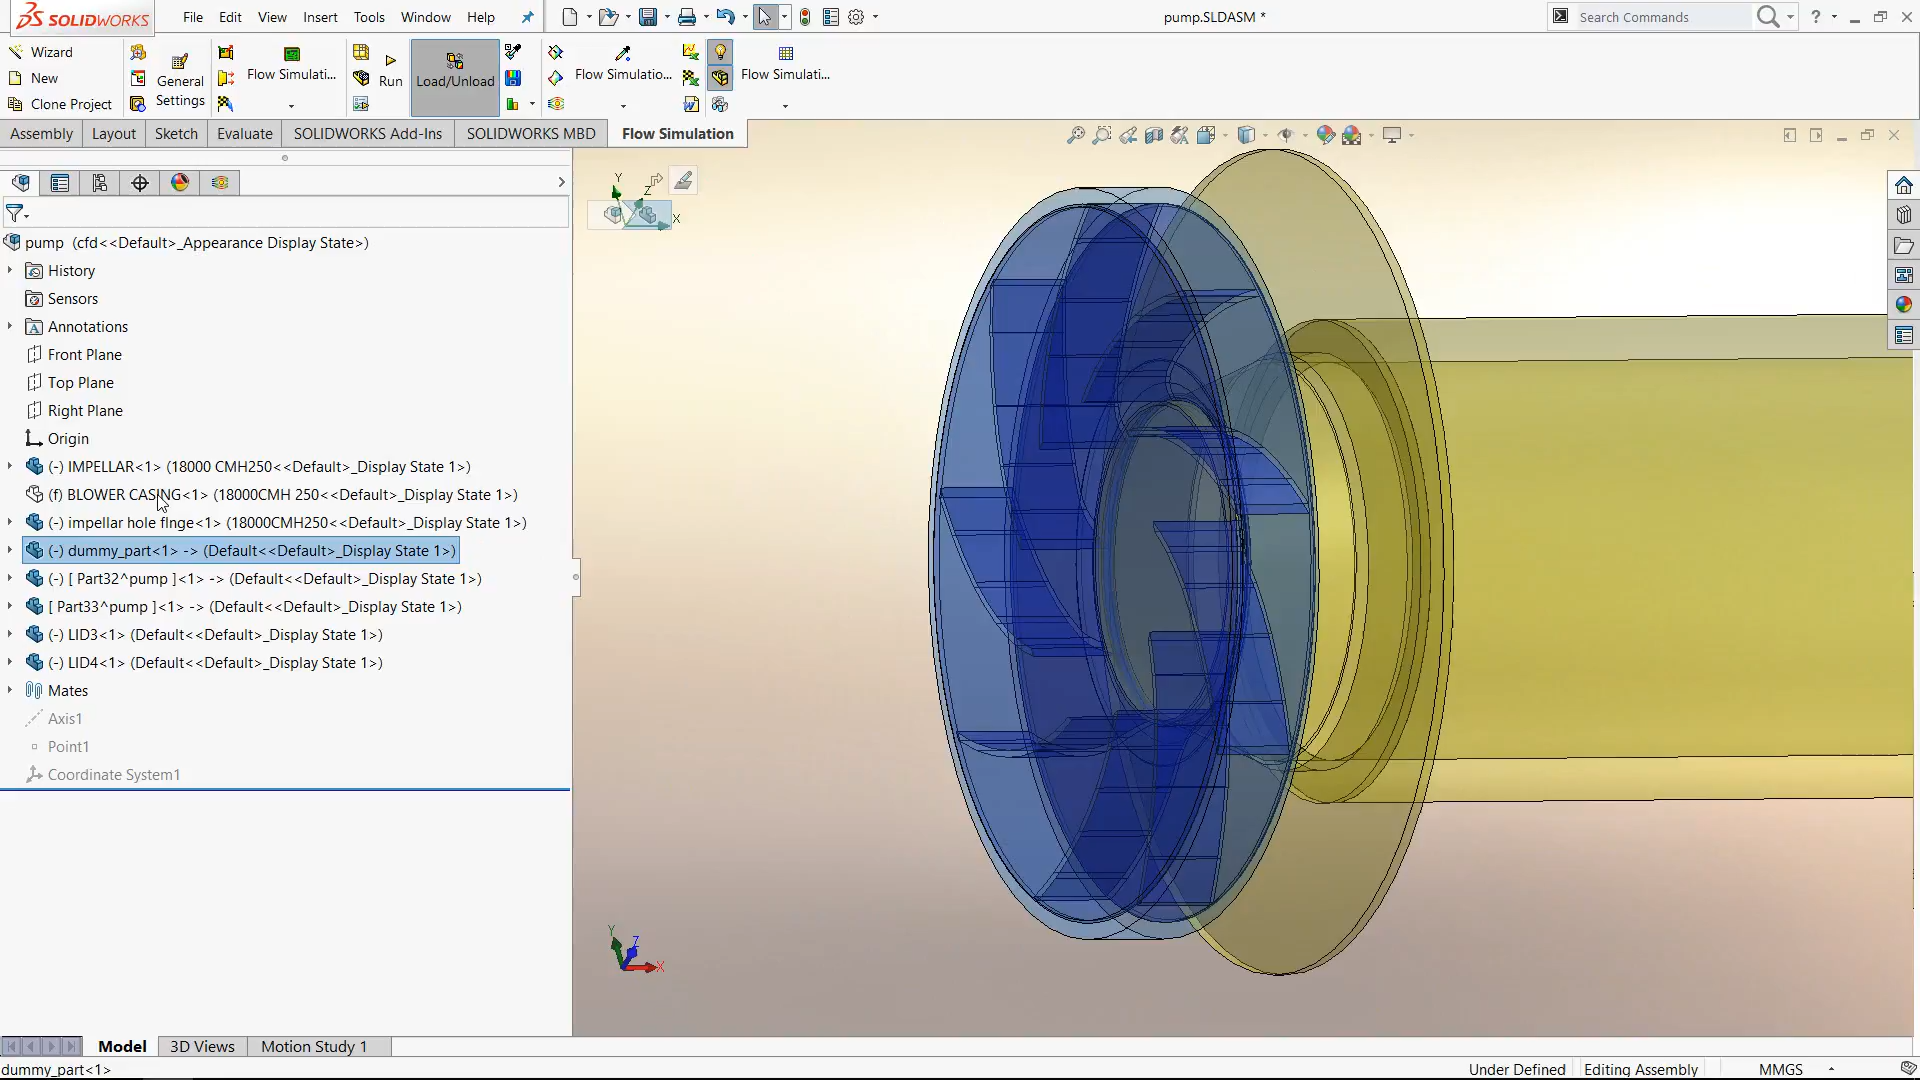 SOLIDWORKS
File Edit View Insert Tools Window Help
pump.SLDASM *
Search Commands
Wizard
New
Clone Project
General Settings
Flow Simulati...
Run
Load/Unload
Flow Simulatio...
Flow Simulati...
Assembly Layout Sketch Evaluate SOLIDWORKS Add-Ins SOLIDWORKS MBD Flow Simulation
Y
Z
X
pump (cfd<<Default>_Appearance Display State>)
History
Sensors
Annotations
Front Plane
Top Plane
Right Plane
Origin
(-) IMPELLAR<1> (18000 CMH250<<Default>_Display State 1>)
(f) BLOWER CASING<1> (18000CMH 250<<Default>_Display State 1>)
(-) impellar hole flnge<1> (18000CMH250<<Default>_Display State 1>)
(-) dummy_part<1> -> (Default<<Default>_Display State 1>)
(-) [ Part32^pump ]<1> -> (Default<<Default>_Display State 1>)
[ Part33^pump ]<1> -> (Default<<Default>_Display State 1>)
(-) LID3<1> (Default<<Default>_Display State 1>)
(-) LID4<1> (Default<<Default>_Display State 1>)
Mates
Axis1
Point1
Coordinate System1
Y
Z
X
Model 3D Views Motion Study 1
dummy_part<1>
Under Defined Editing Assembly MMGS